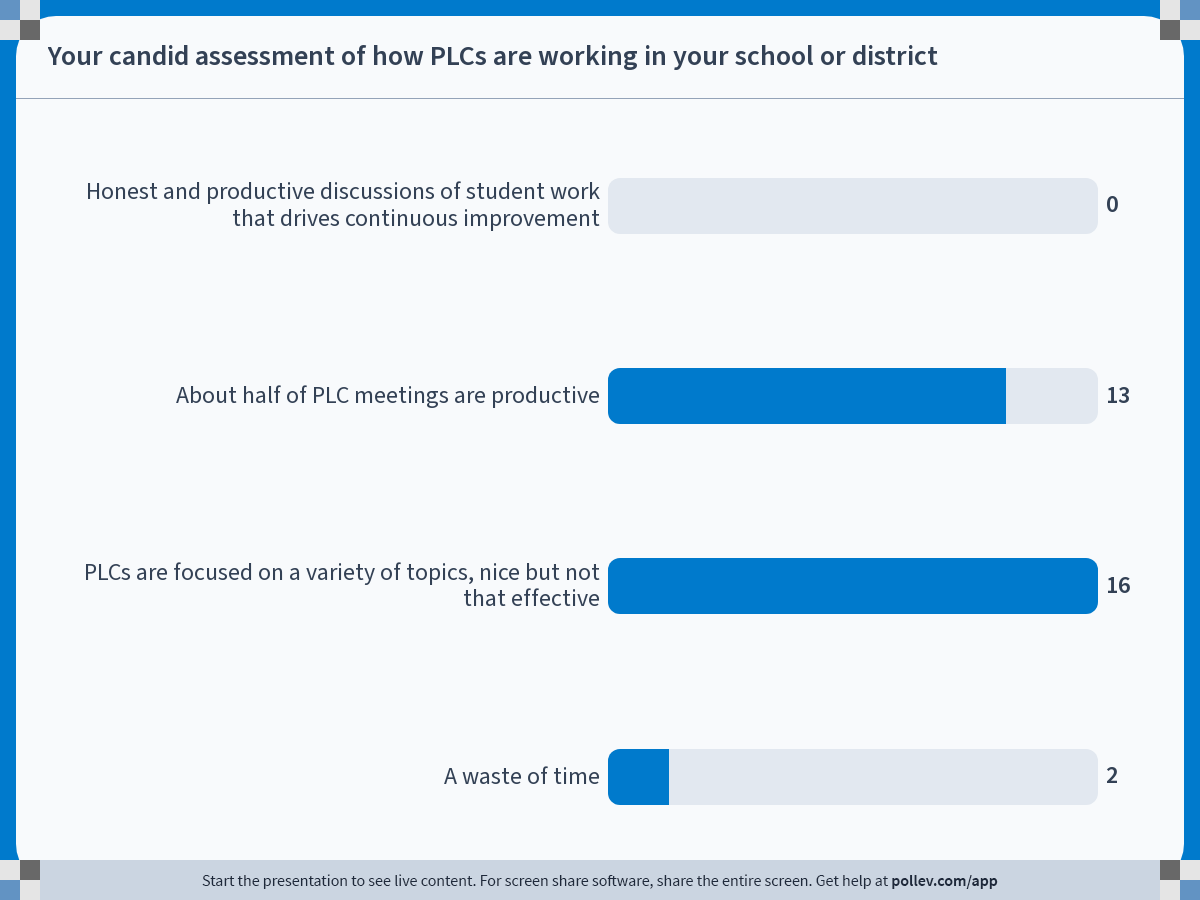 Your candid assessment of how PLCs are working in your school or district
Honest and productive discussions of student work
that drives continuous improvement
0
About half of PLC meetings are productive
13
PLCs are focused on a variety of topics, nice but not
that effective
16
A waste of time
2
Start the presentation to see live content. For screen share software, share the entire screen. Get help at pollev.com/app